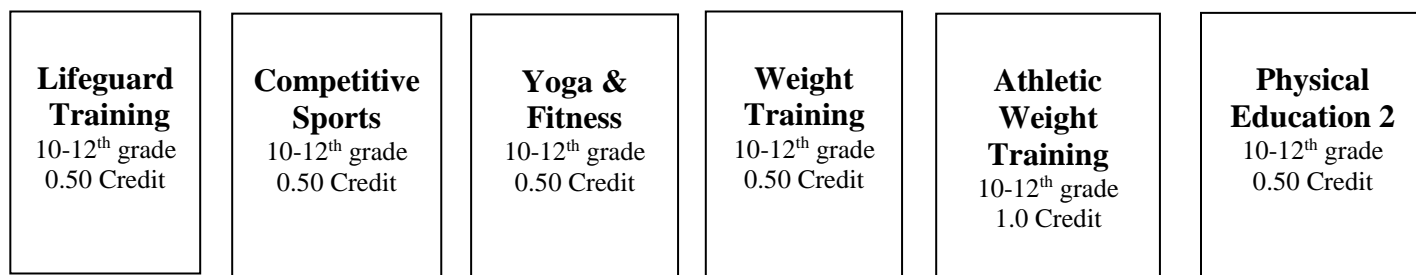 Lifeguard
Training
10-12th grade
0.50 Credit
Competitive
Sports
10-12th grade
0.50 Credit
Yoga &
Fitness
10-12th grade
0.50 Credit
Weight
Training
10-12th grade
0.50 Credit
Athletic
Weight
Training
10-12th grade
1.0 Credit
Physical
Education 2
10-12th grade
0.50 Credit